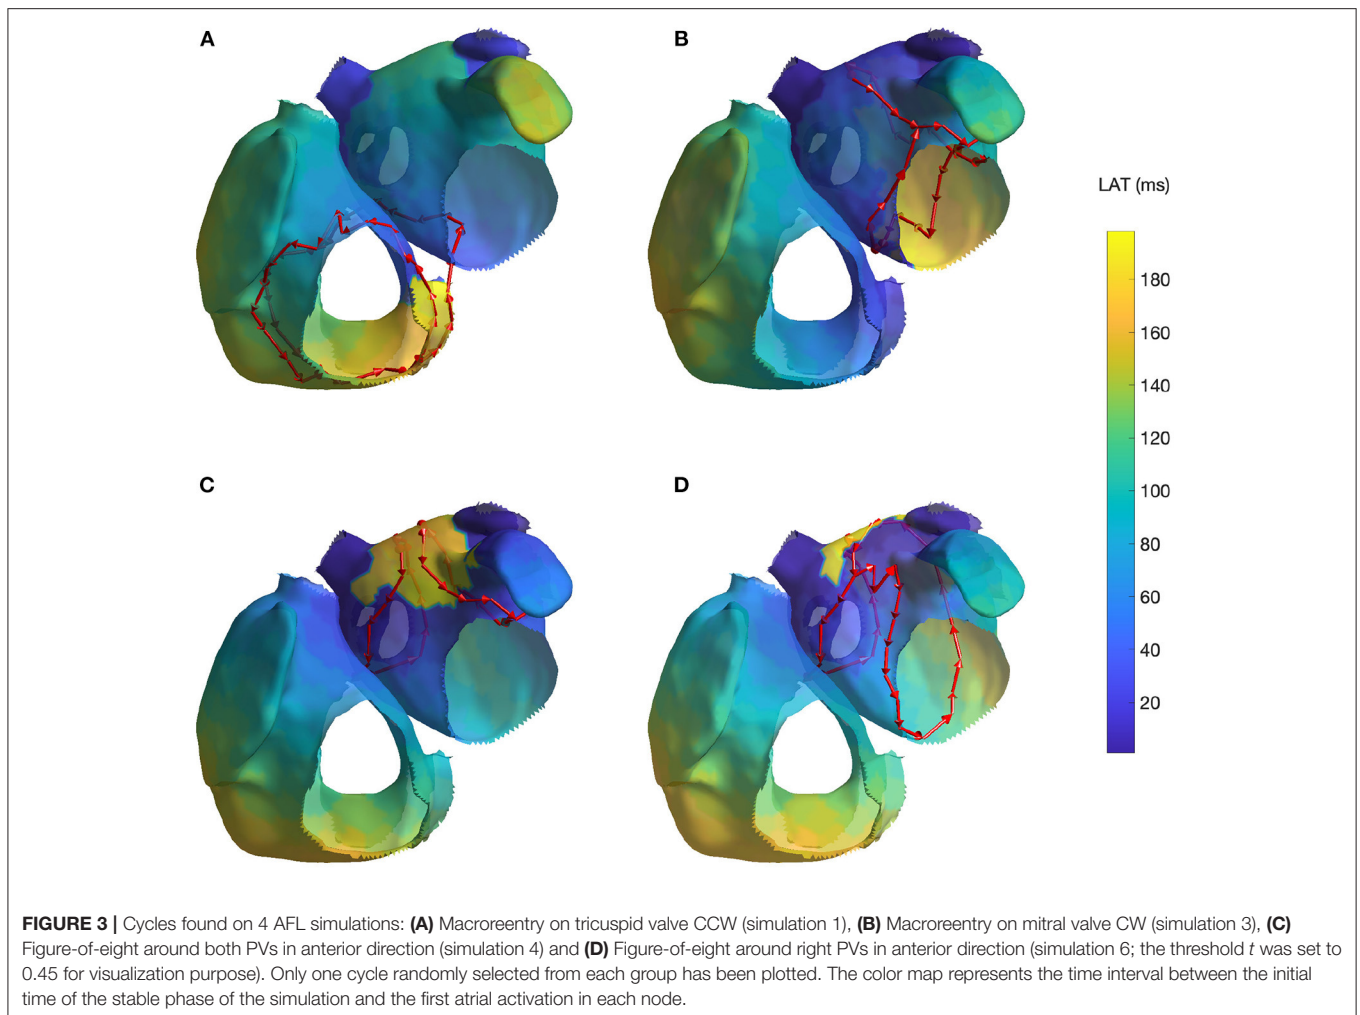 A
B
LAT (ms)
180
160
140
120
100
80
60
40
20
C
D
FIGURE 3 | Cycles found on 4 AFL simulations: (A) Macroreentry on tricuspid valve CCW (simulation 1), (B) Macroreentry on mitral valve CW (simulation 3), (C)
Figure-of-eight around both PVs in anterior direction (simulation 4) and (D) Figure-of-eight around right PVs in anterior direction (simulation 6; the threshold t was set to
0.45 for visualization purpose). Only one cycle randomly selected from each group has been plotted. The color map represents the time interval between the initial
time of the stable phase of the simulation and the first atrial activation in each node.